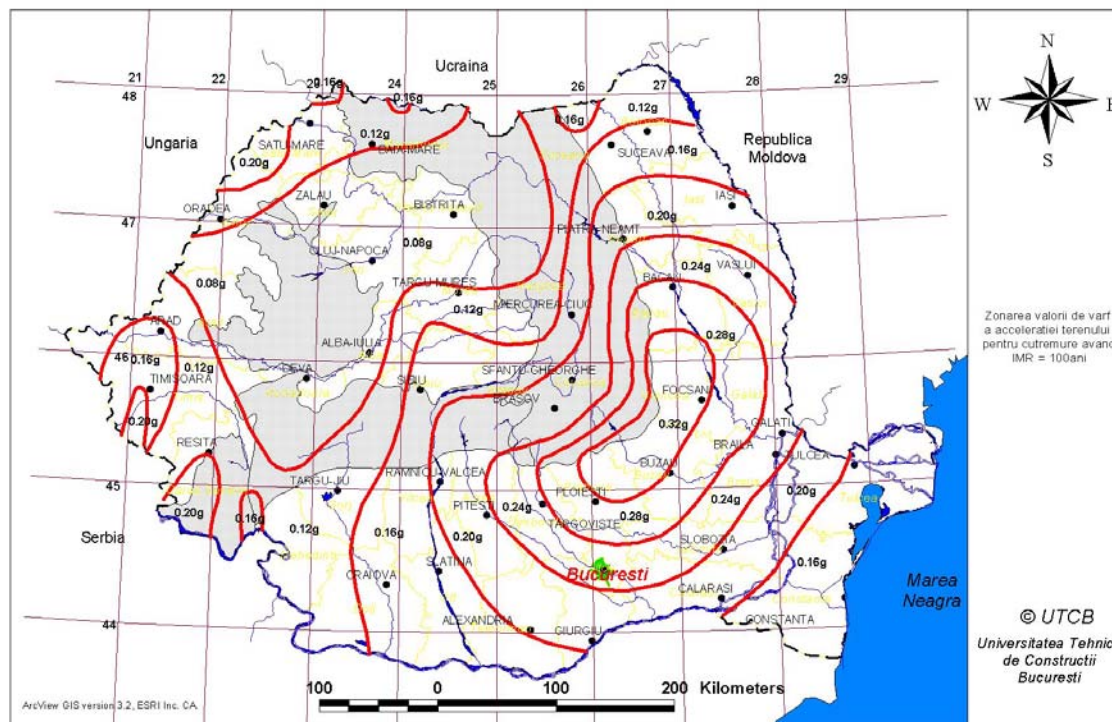 21
22
24
25
26
27
28
29
48
47
46
45
44
Ucraina
Ungaria
Republica
Moldova
Serbia
Marea
Neagra
N
W
S
0.16g
0.16g
0.16g
0.12g
0.12g
0.16g
SATU-MARE
BAIA-MARE
SUCEAVA
0.20g
ORADEA
ZALAU
BISTRITA
IASI
0.20g
PIATRA-NEAMT
CLUJ-NAPOCA
0.08g
0.24g
VASLUI
BACAU
0.08g
TARGU-MURES
0.12g
MIERCUREA-CIUC
ARAD
0.28g
0.16g
0.12g
ALBA-IULIA
TIMISOARA
DEVA
SIBIU
SFANTU-GHEORGHE
FOCSANI
BRASOV
0.20g
0.32g
GALATI
RESITA
BRAILA
TULCEA
BUZAU
TARGU-JIU
RAMNICU-VALCEA
0.20g
0.24g
PLOIESTI
PITESTI
0.24g
0.20g
0.16g
0.28g
TARGOVISTE
0.12g
0.16g
0.20g
SLOBOZIA
SLATINA
0.16g
CRAIOVA
Bucuresti
CALARASI
ALEXANDRIA
GIURGIU
CONSTANTA
100
0
100
200
Kilometers
ArcView GIS version 3.2, ESRI Inc. CA.
Zonarea valorii de varf
a acceleratiei terenului
pentru cutremure avand
IMR = 100ani
© UTCB
Universitatea Tehnic
de Constructii
Bucuresti